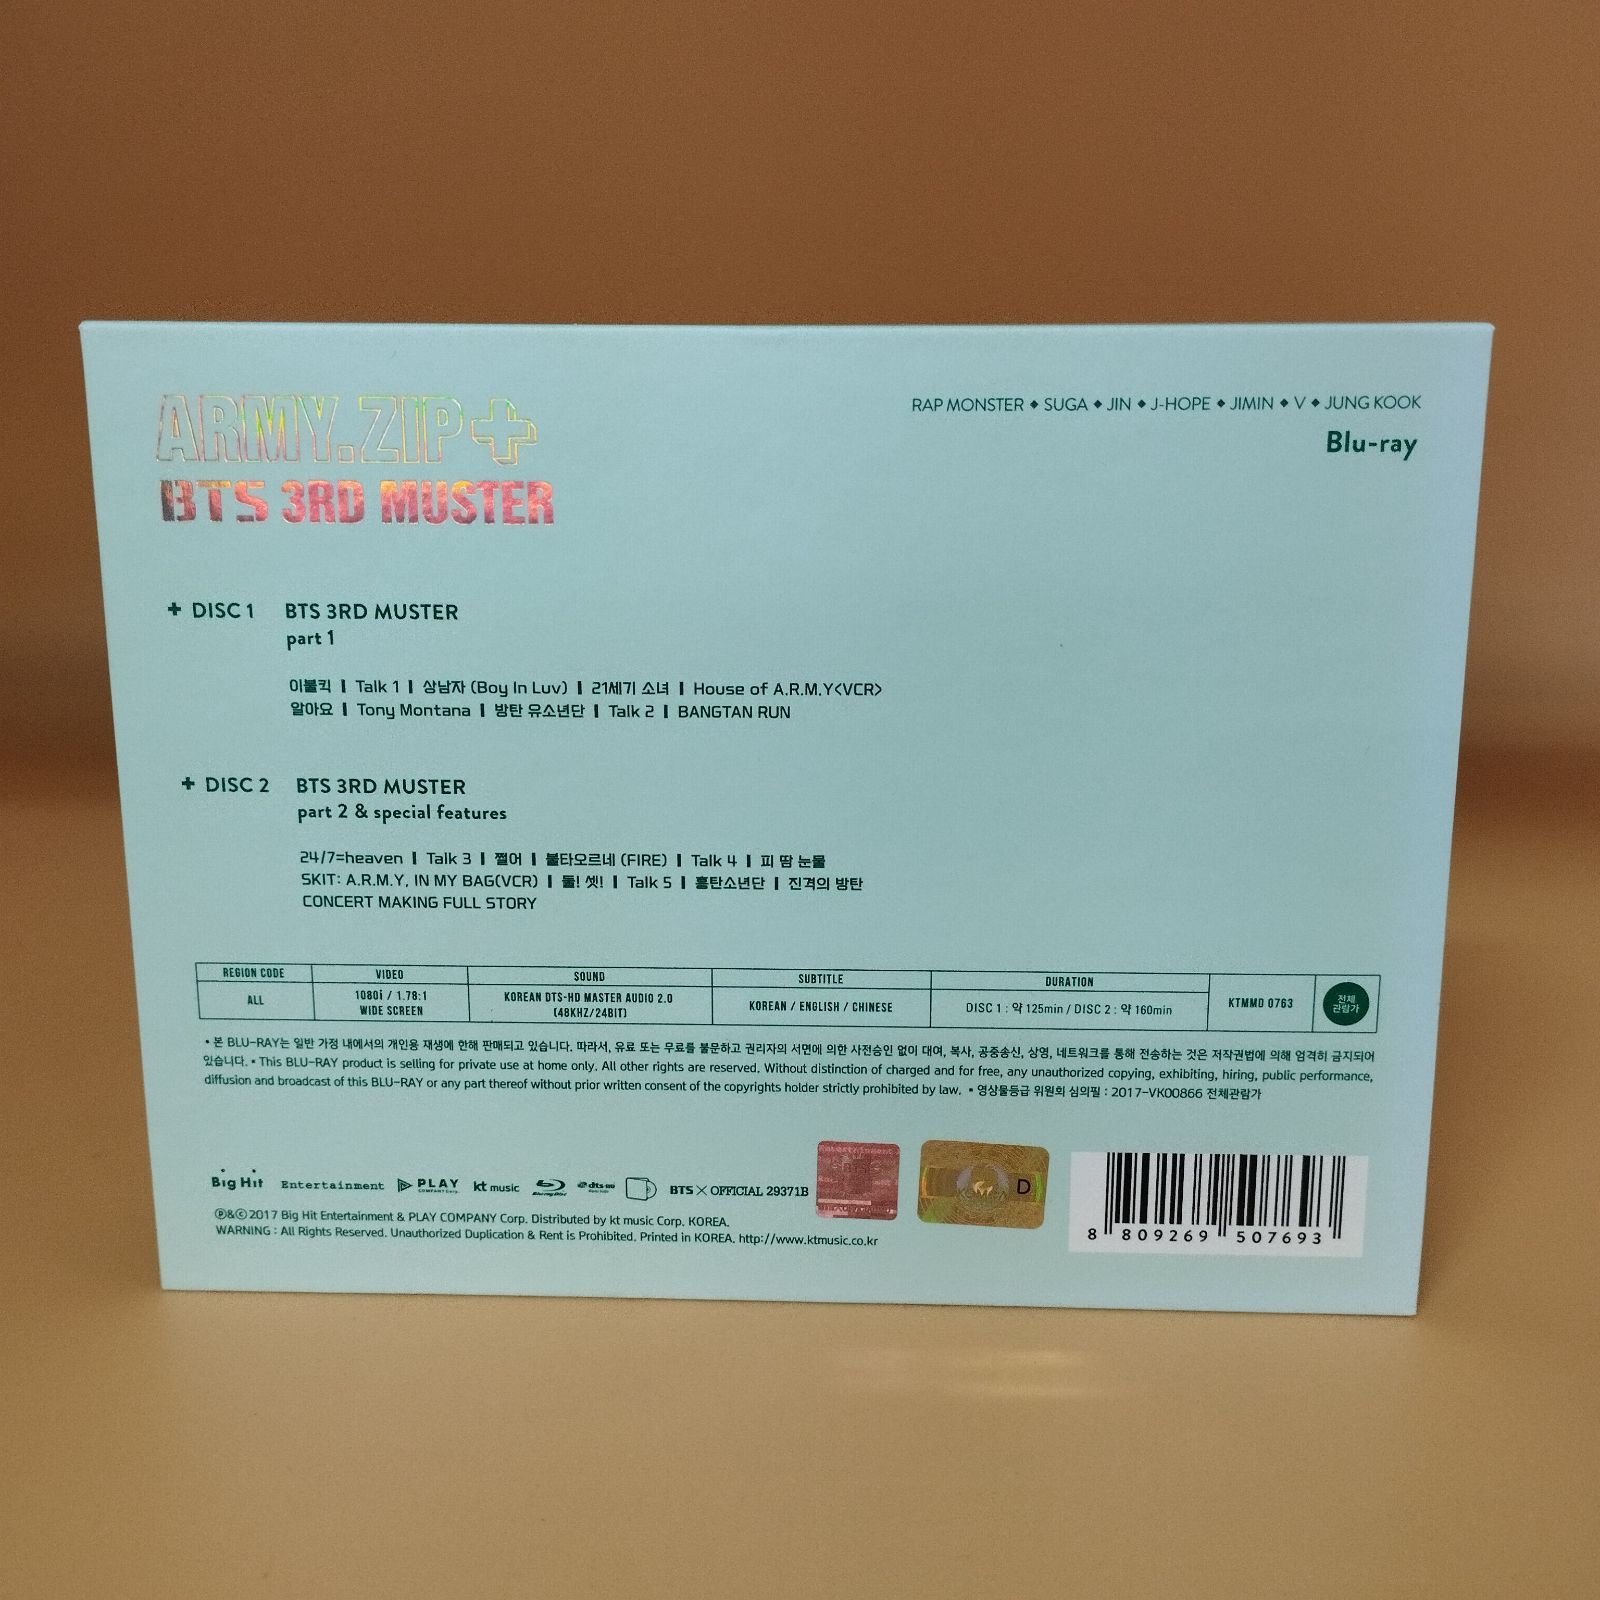 ARMY.ZIP+
BTS 3RD MUSTER
RAP MONSTER ◆ SUGA ◆ JIN ◆ J-HOPE ◆ JIMIN ◆ V ◆ JUNG KOOK
Blu-ray
+ DISC 1 BTS 3RD MUSTER
part 1
이불킥 | Talk 1 | 상남자 (Boy In Luv) | 21세기 소녀 | House of A.R.M.Y<VCR>
알아요 | Tony Montana | 방탄 유소년단 | Talk 2 | BANGTAN RUN
+ DISC 2 BTS 3RD MUSTER
part 2 & special features
24/7=heaven | Talk 3 | 쩔어 | 불타오르네 (FIRE) | Talk 4 | 피 땀 눈물
SKIT: A.R.M.Y, IN MY BAG(VCR) | 둘! 셋! | Talk 5 | 흥탄소년단 | 진격의 방탄
CONCERT MAKING FULL STORY
REGION CODE VIDEO SOUND SUBTITLE DURATION
ALL 1080i / 1.78:1 KOREAN DTS-HD MASTER AUDIO 2.0 KOREAN / ENGLISH / CHINESE DISC 1 : 약 125min / DISC 2 : 약 160min KTMMD 0763 전체
WIDE SCREEN (48KHZ/24BIT) 관람가
• 본 BLU-RAY는 일반 가정 내에서의 개인용 재생에 한해 판매되고 있습니다. 따라서, 유료 또는 무료를 불문하고 권리자의 서면에 의한 사전승인 없이 대여, 복사, 공중송신, 상영, 네트워크를 통해 전송하는 것은 저작권법에 의해 엄격히 금지되어
있습니다. • This BLU-RAY product is selling for private use at home only. All other rights are reserved. Without distinction of charged and for free, any unauthorized copying, exhibiting, hiring, public performance,
diffusion and broadcast of this BLU-RAY or any part thereof without prior written consent of the copyrights holder strictly prohibited by law. • 영상물등급 위원회 심의필 : 2017-VK00866 전체관람가
Big Hit Entertainment PLAY COMPANY Corp. kt music Blu-ray Disc dts-HD BTS X OFFICIAL 29371B
Entertainment
D
℗&© 2017 Big Hit Entertainment & PLAY COMPANY Corp. Distributed by kt music Corp. KOREA.
WARNING : All Rights Reserved. Unauthorized Duplication & Rent is Prohibited. Printed in KOREA. http://www.ktmusic.co.kr
8 809269 507693